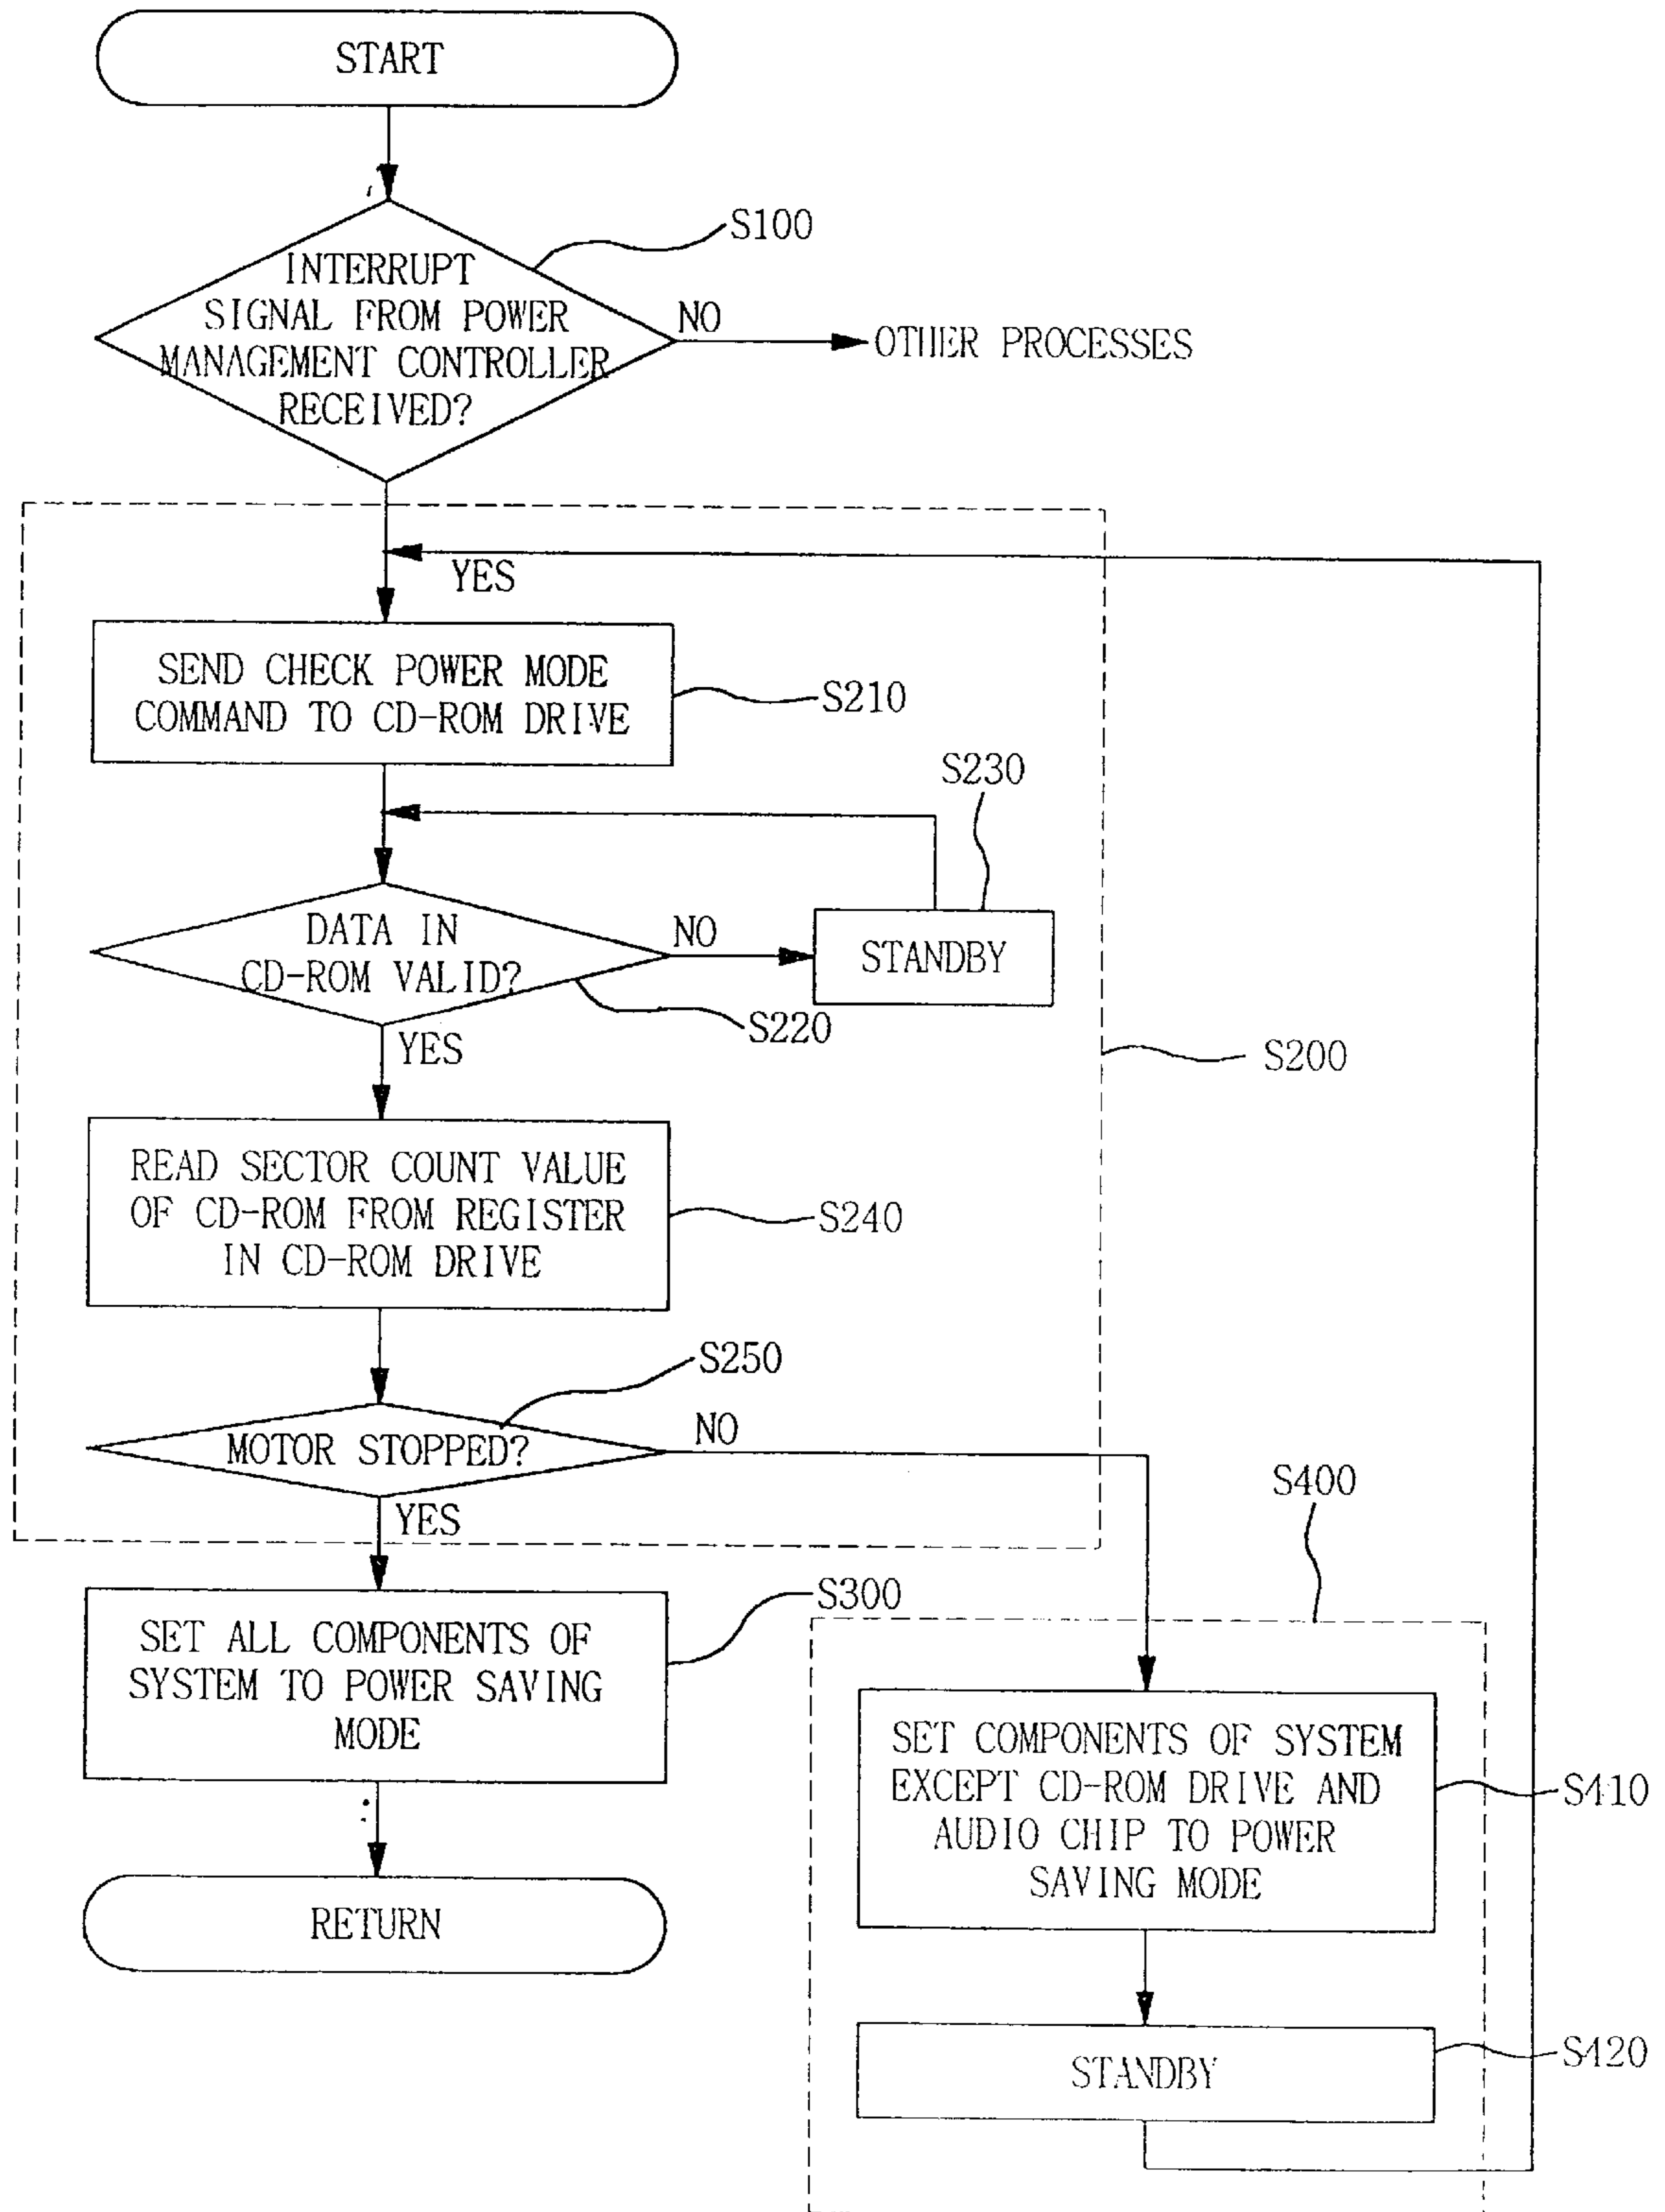 START
S100
INTERRUPT
SIGNAL FROM POWER
MANAGEMENT CONTROLLER
RECEIVED?
NO
OTHER PROCESSES
YES
SEND CHECK POWER MODE
COMMAND TO CD-ROM DRIVE
S210
S230
DATA IN
CD-ROM VALID?
NO
STANDBY
S220
YES
S200
READ SECTOR COUNT VALUE
OF CD-ROM FROM REGISTER
IN CD-ROM DRIVE
S240
S250
MOTOR STOPPED?
NO
YES
S400
S300
SET ALL COMPONENTS OF
SYSTEM TO POWER SAVING
MODE
SET COMPONENTS OF SYSTEM
EXCEPT CD-ROM DRIVE AND
AUDIO CHIP TO POWER
SAVING MODE
S410
RETURN
STANDBY
S420